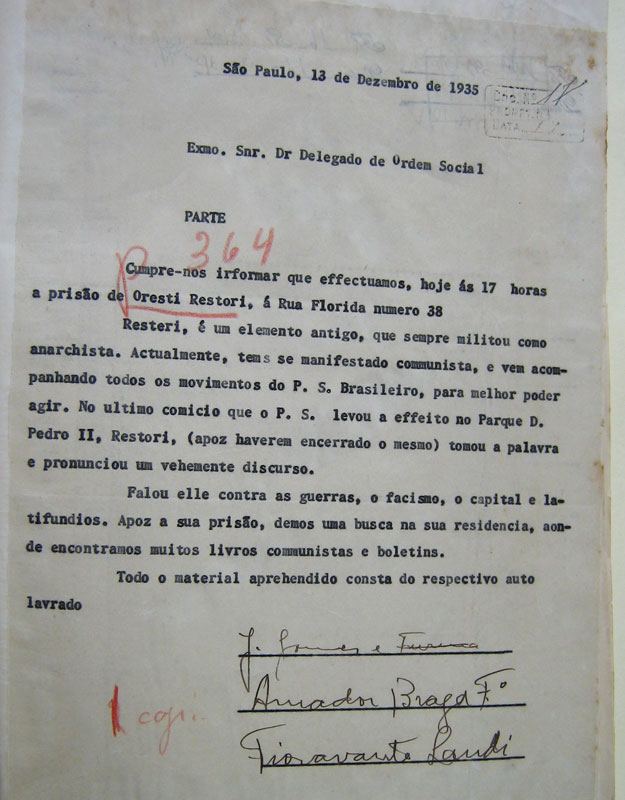 São Paulo, 13 de Dezembro de 1935
DATA
Exmo. Snr. Dr Delegado de Ordem Social
PARTE
364
Cumpre-nos irformar que effectuamos, hoje ás 17 horas
a prisão de Oresti Restori, á Rua Florida numero 38
Resteri, é um elemento antigo, que sempre militou como
anarchista. Actualmente, tems se manifestado communista, e vem acom-
panhando todos os movimentos do P. S. Brasileiro, para melhor poder
agir. No ultimo comicio que o P. S. levou a effeito no Parque D.
Pedro II, Restori, (apoz haverem encerrado o mesmo) tomou a palavra
e pronunciou um vehemente discurso.
Falou elle contra as guerras, o facismo, o capital e la-
tifundios. Apoz a sua prisão, demos uma busca na sua residencia, aon-
de encontramos muitos livros communistas e boletins.
Todo o material aprehendido consta do respectivo auto
lavrado
J. Gomes e
Amador Braga Fº
1 copi
Fioravante Landi